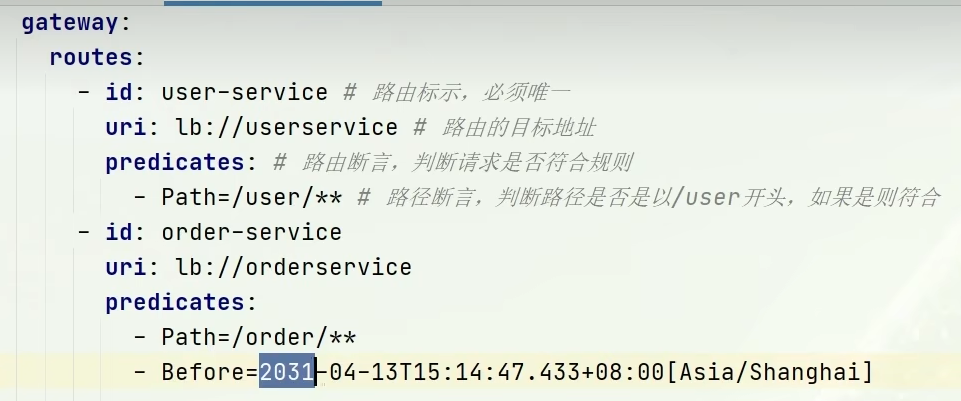 gateway:
routes:
- id: user-service # 路由标示，必须唯一
uri: lb://userservice # 路由的目标地址
predicates: # 路由断言，判断请求是否符合规则
- Path=/user/** # 路径断言，判断路径是否是以/user开头，如果是则符合
- id: order-service
uri: lb://orderservice
predicates:
- Path=/order/**
- Before=2031-04-13T15:14:47.433+08:00[Asia/Shanghai]